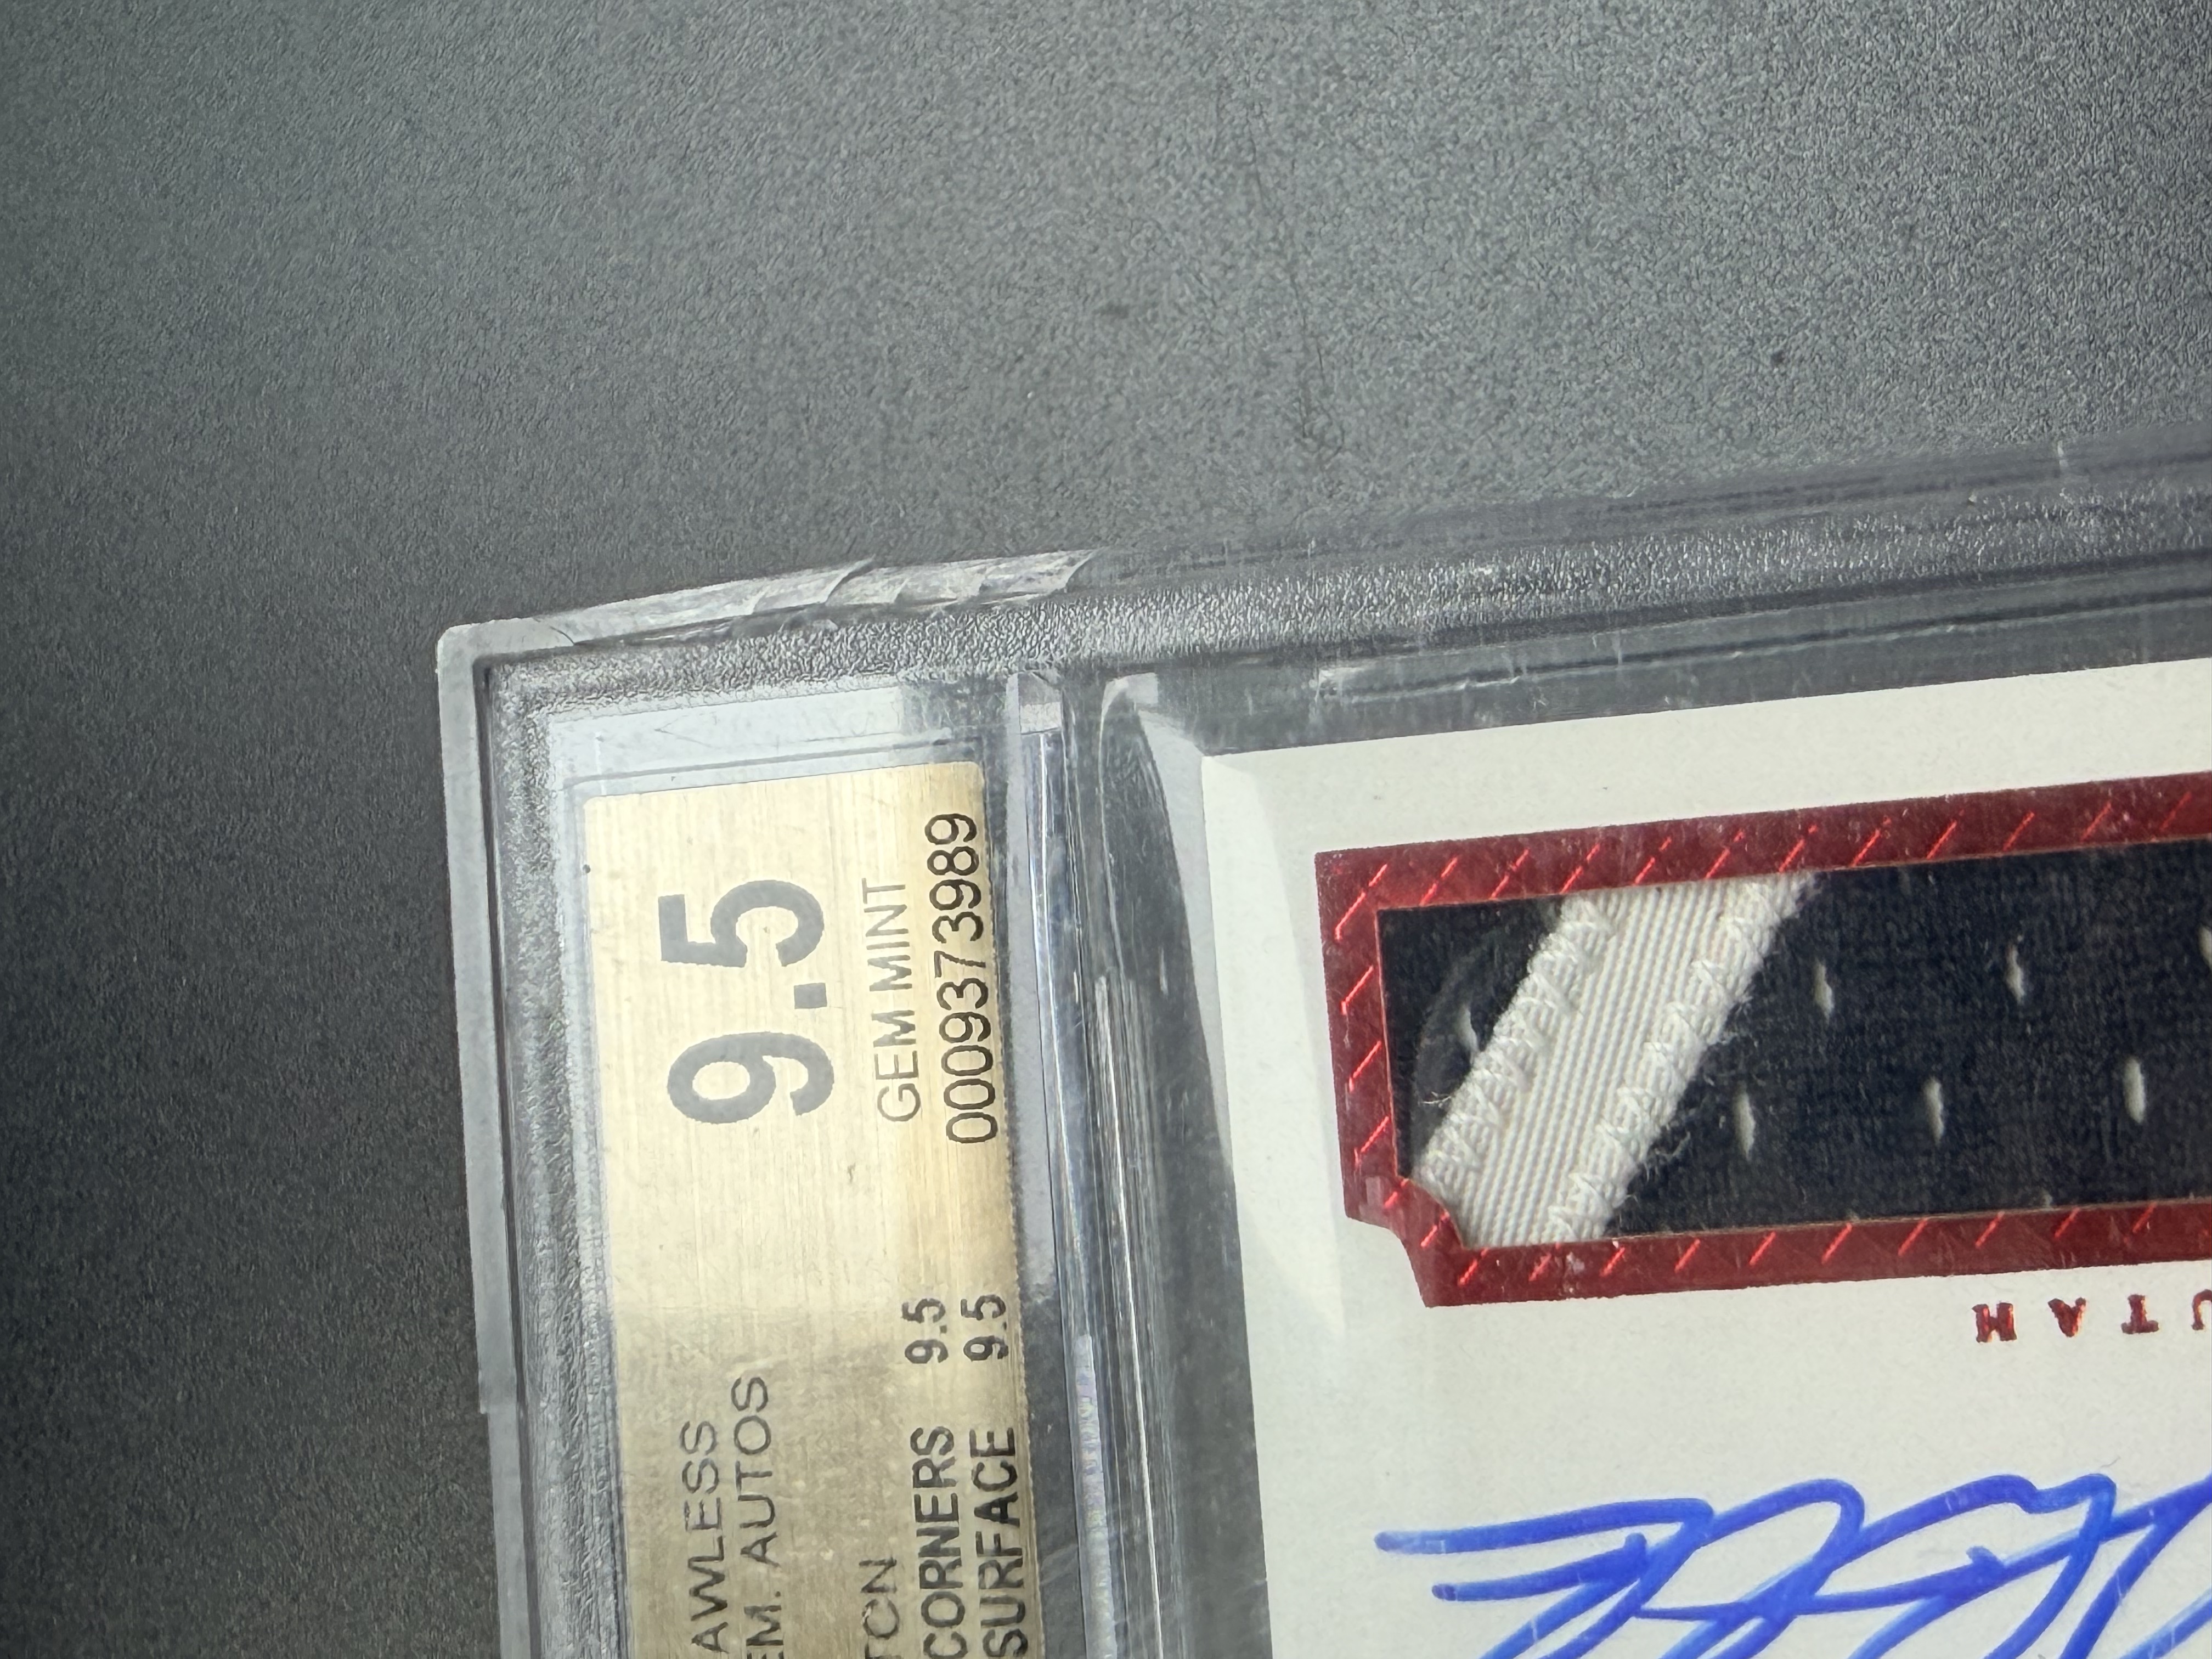 AWLESS
EM. AUTOS
TCN
CORNERS 9.5
SURFACE 9.5
9.5
GEM MINT
0009373989
UTAH